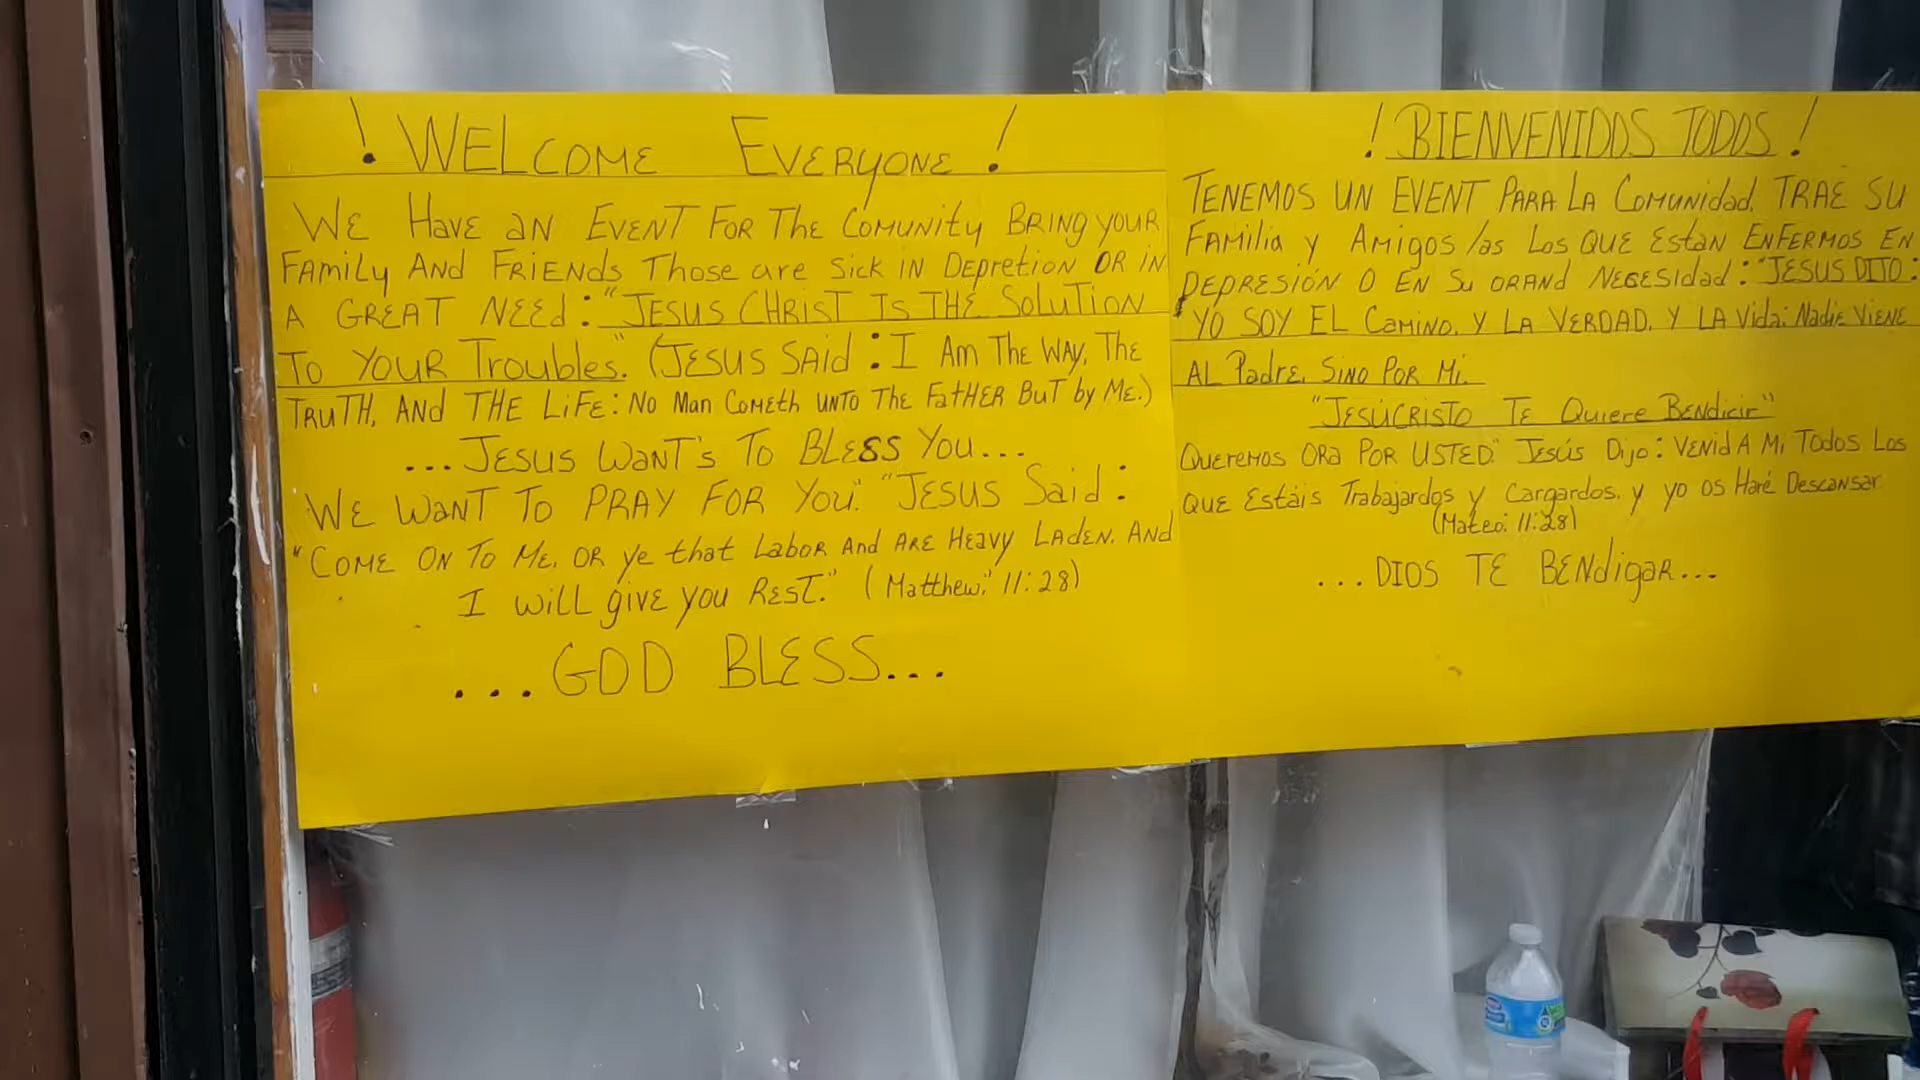 ! WELCOME EVERYONE !
WE HAVE AN EVENT FOR THE COMUNITY BRING YOUR
FAMILY AND FRIENDS THOSE ARE SICK IN DEPRETION OR IN
A GREAT NEED : "JESUS CHRIST IS THE SOLUTION
TO YOUR TROUBLES." (JESUS SAID : I AM THE WAY, THE
TRUTH, AND THE LIFE: NO MAN COMETH UNTO THE FATHER BUT BY ME.)
...JESUS WANT'S TO BLESS YOU...
WE WANT TO PRAY FOR YOU." "JESUS SAID :
"COME ON TO ME, OR YE THAT LABOR AND ARE HEAVY LADEN. AND
I WILL GIVE YOU REST." (MATTHEW: 11:28)
...GOD BLESS...
! BIENVENIDOS TODOS !
TENEMOS UN EVENT PARA LA COMUNIDAD. TRAE SU
FAMILIA Y AMIGOS/AS LOS QUE ESTAN ENFERMOS EN
DEPRESIÓN O EN SU GRAND NECESIDAD : "JESUS DIJO :
YO SOY EL CAMINO, Y LA VERDAD, Y LA VIDA: NADIE VIENE
AL PADRE, SINO POR MI.
"JESÚCRISTO TE QUIERE BENDICIR"
QUEREMOS ORA POR USTED." JESÚS DIJO : VENID A MI TODOS LOS
QUE ESTÁIS TRABAJARDOS Y CARGARDOS, Y YO OS HARÉ DESCANSAR.
(MATEO: 11:28)
...DIOS TE BENDIGAR...